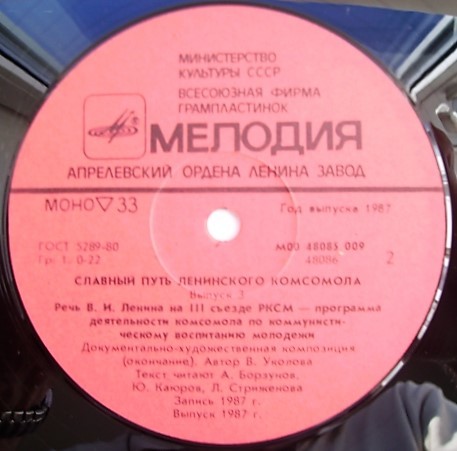 МИНИСТЕРСТВО
КУЛЬТУРЫ СССР
ВСЕСОЮЗНАЯ ФИРМА
ГРАМПЛАСТИНОК
МЕЛОДИЯ
АПРЕЛЕВСКИЙ ОРДЕНА ЛЕНИНА ЗАВОД
МОНО ▽ 33 Год выпуска 1987
ГОСТ 5289-80 М00 48085 009
Гр. 1. 0-22 48086 2
СЛАВНЫЙ ПУТЬ ЛЕНИНСКОГО КОМСОМОЛА
Выпуск 3
Речь В. И. Ленина на III съезде РКСМ — программа
деятельности комсомола по коммунисти-
ческому воспитанию молодежи
Документально-художественная композиция
(окончание). Автор В. Уколова
Текст читают А. Борзунов,
Ю. Каюров, Л. Стриженова
Запись 1987 г.
Выпуск 1987 г.